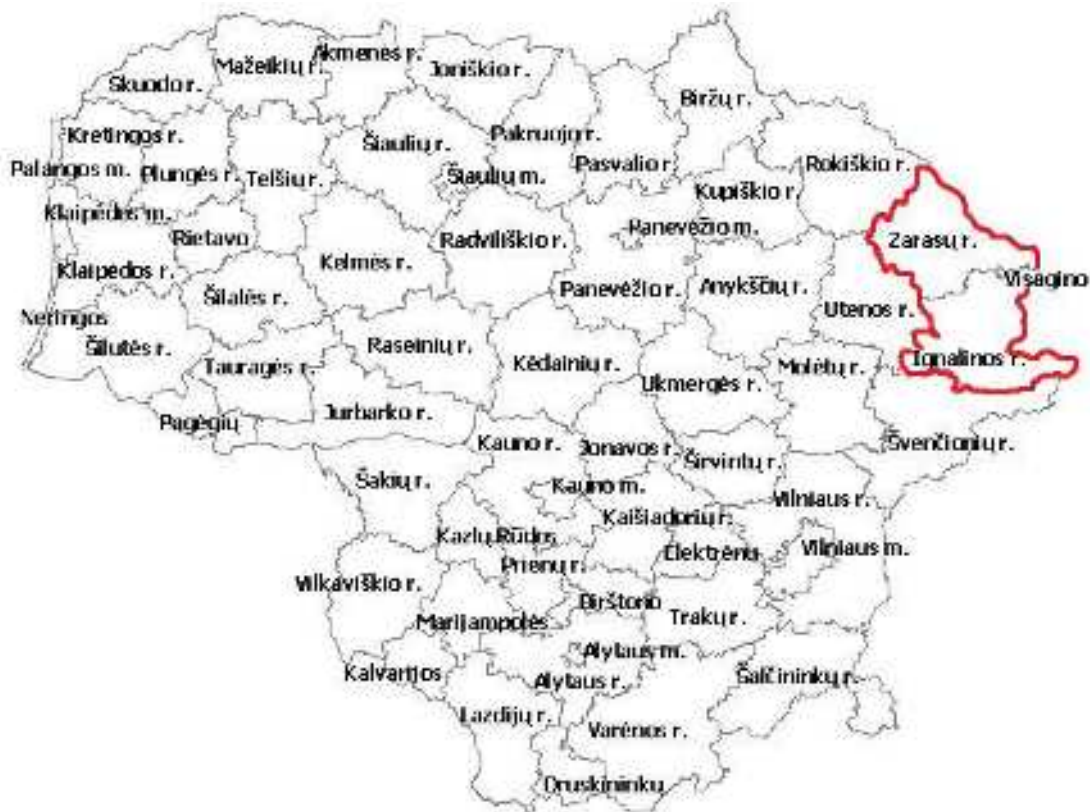 Akmenės r.
Mažeikių r.
Joniškio r.
Skuodo r.
Biržų r.
Kretingos r.
Šiaulių r.
Pakruojo r.
Palangos m.
Plungės r.
Telšių r.
Šiaulių m.
Pasvalio r
Rokiškio r.
Kupiškio r.
Klaipėdos m.
Rietavo
Radviliškio r.
Panevėžio m.
Zarasų r.
Klaipėdos r.
Kelmės r.
Visagino
Šilalės r.
Panevėžio r.
Anykščių r.
Utenos r.
Neringos
Šilutės r.
Raseinių r.
Kėdainių r.
Tauragės r.
Ukmergės r.
Molėtų r.
Ignalinos r.
Pagėgių
Jurbarko r.
Kauno r.
Jonavos r.
Širvintų r.
Švenčionių r.
Šakių r.
Kauno m.
Vilniaus r.
Kaišiadorių r.
Kazlų Rūdos
Elektrėnų
Vilniaus m.
Prienų r.
Vilkaviškio r.
Birštono
Marijampolės
Trakų r.
Alytaus m.
Kalvarijos
Alytaus r.
Šalčininkų r.
Lazdijų r.
Varėnos r.
Druskininkų